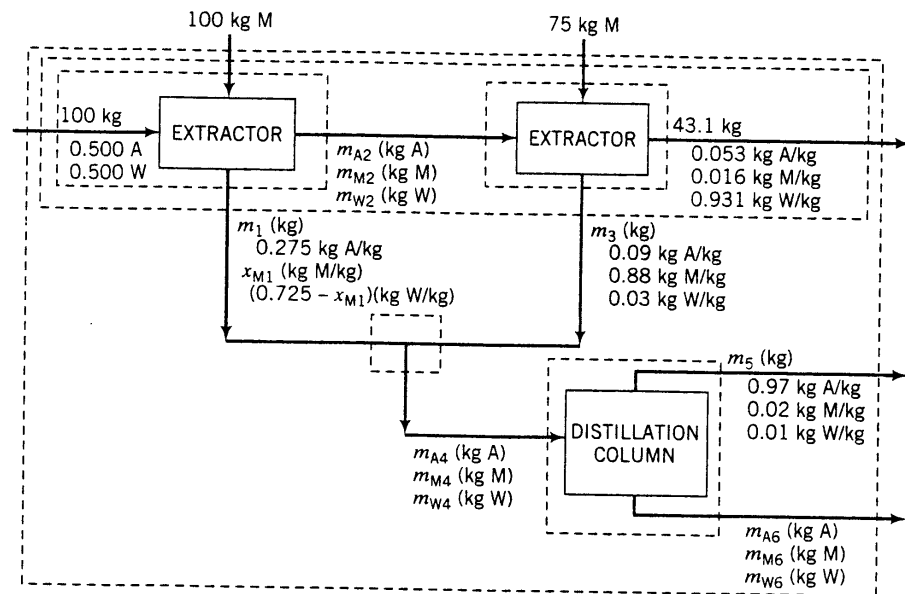 100 kg M
75 kg M
100 kg
0.500 A
0.500 W
EXTRACTOR
m_A2 (kg A)
m_M2 (kg M)
m_W2 (kg W)
EXTRACTOR
43.1 kg
0.053 kg A/kg
0.016 kg M/kg
0.931 kg W/kg
m_1 (kg)
0.275 kg A/kg
x_M1 (kg M/kg)
(0.725 – x_M1)(kg W/kg)
m_3 (kg)
0.09 kg A/kg
0.88 kg M/kg
0.03 kg W/kg
m_A4 (kg A)
m_M4 (kg M)
m_W4 (kg W)
DISTILLATION
COLUMN
m_5 (kg)
0.97 kg A/kg
0.02 kg M/kg
0.01 kg W/kg
m_A6 (kg A)
m_M6 (kg M)
m_W6 (kg W)